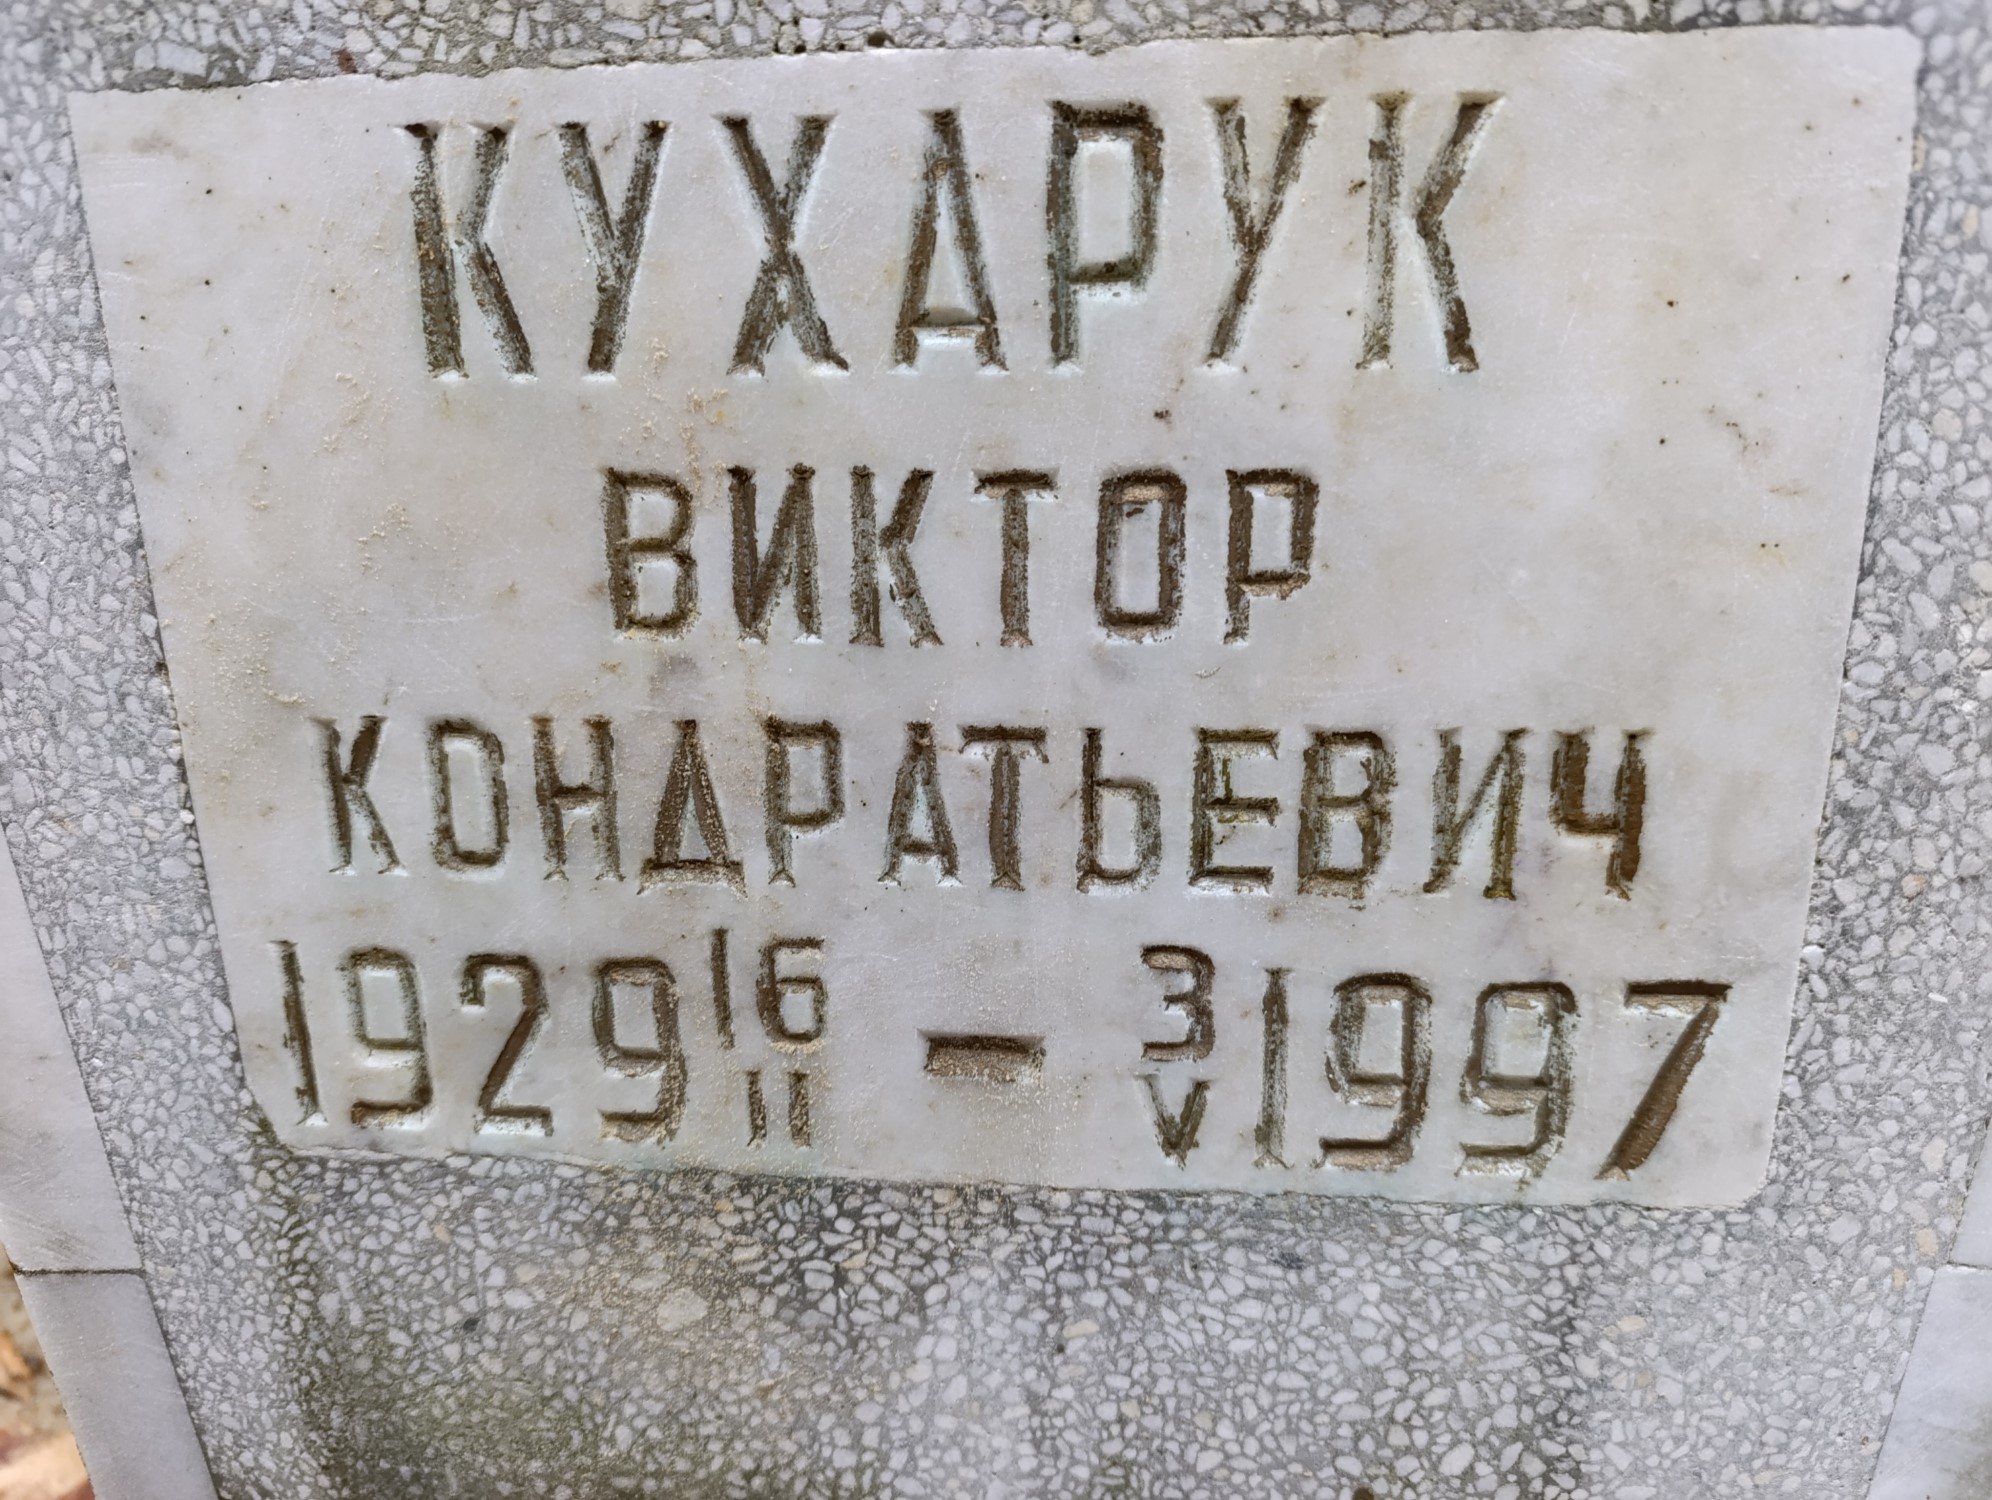 КУХАРУК
ВИКТОР
КОНДРАТЬЕВИЧ
1929 16/II – 3/V 1997